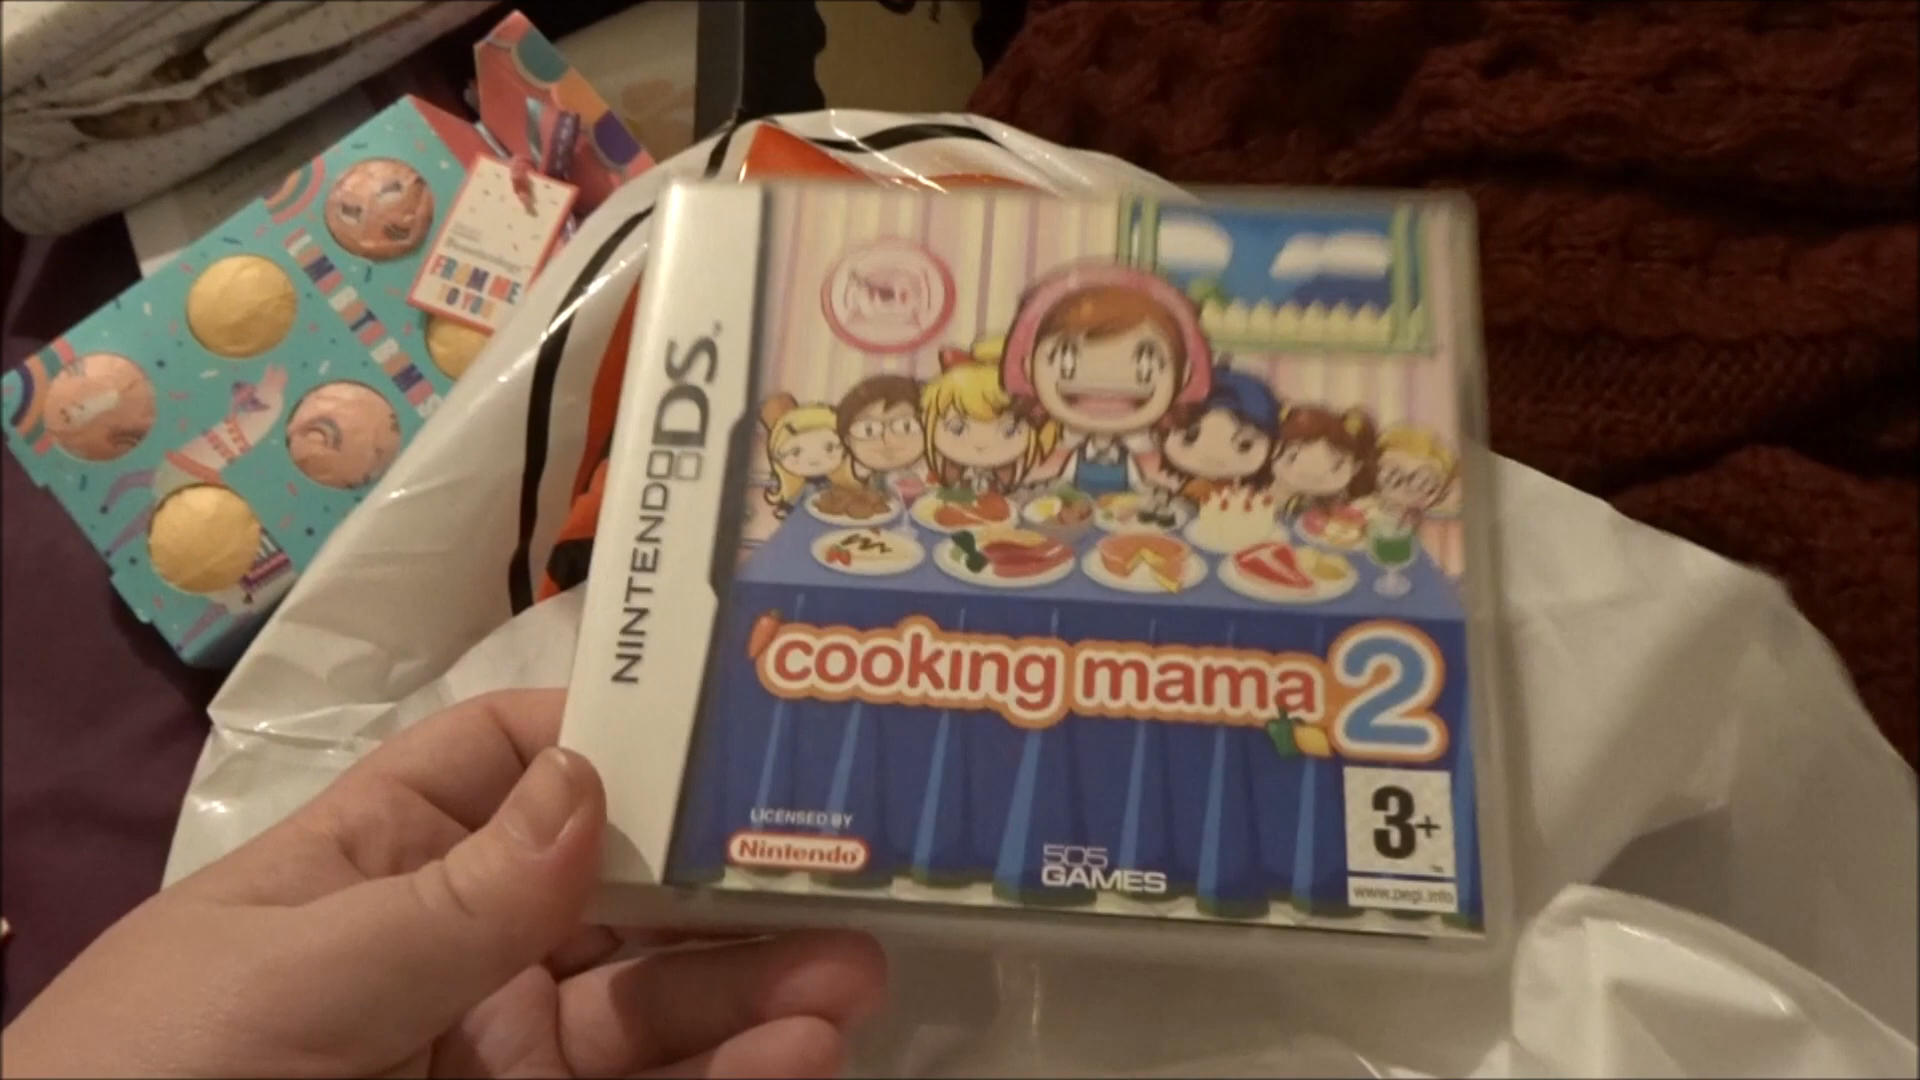 FROM ME
TO YOU
NINTENDO DS
cooking mama 2
LICENSED BY
Nintendo
505
GAMES
3+
www.pegi.info